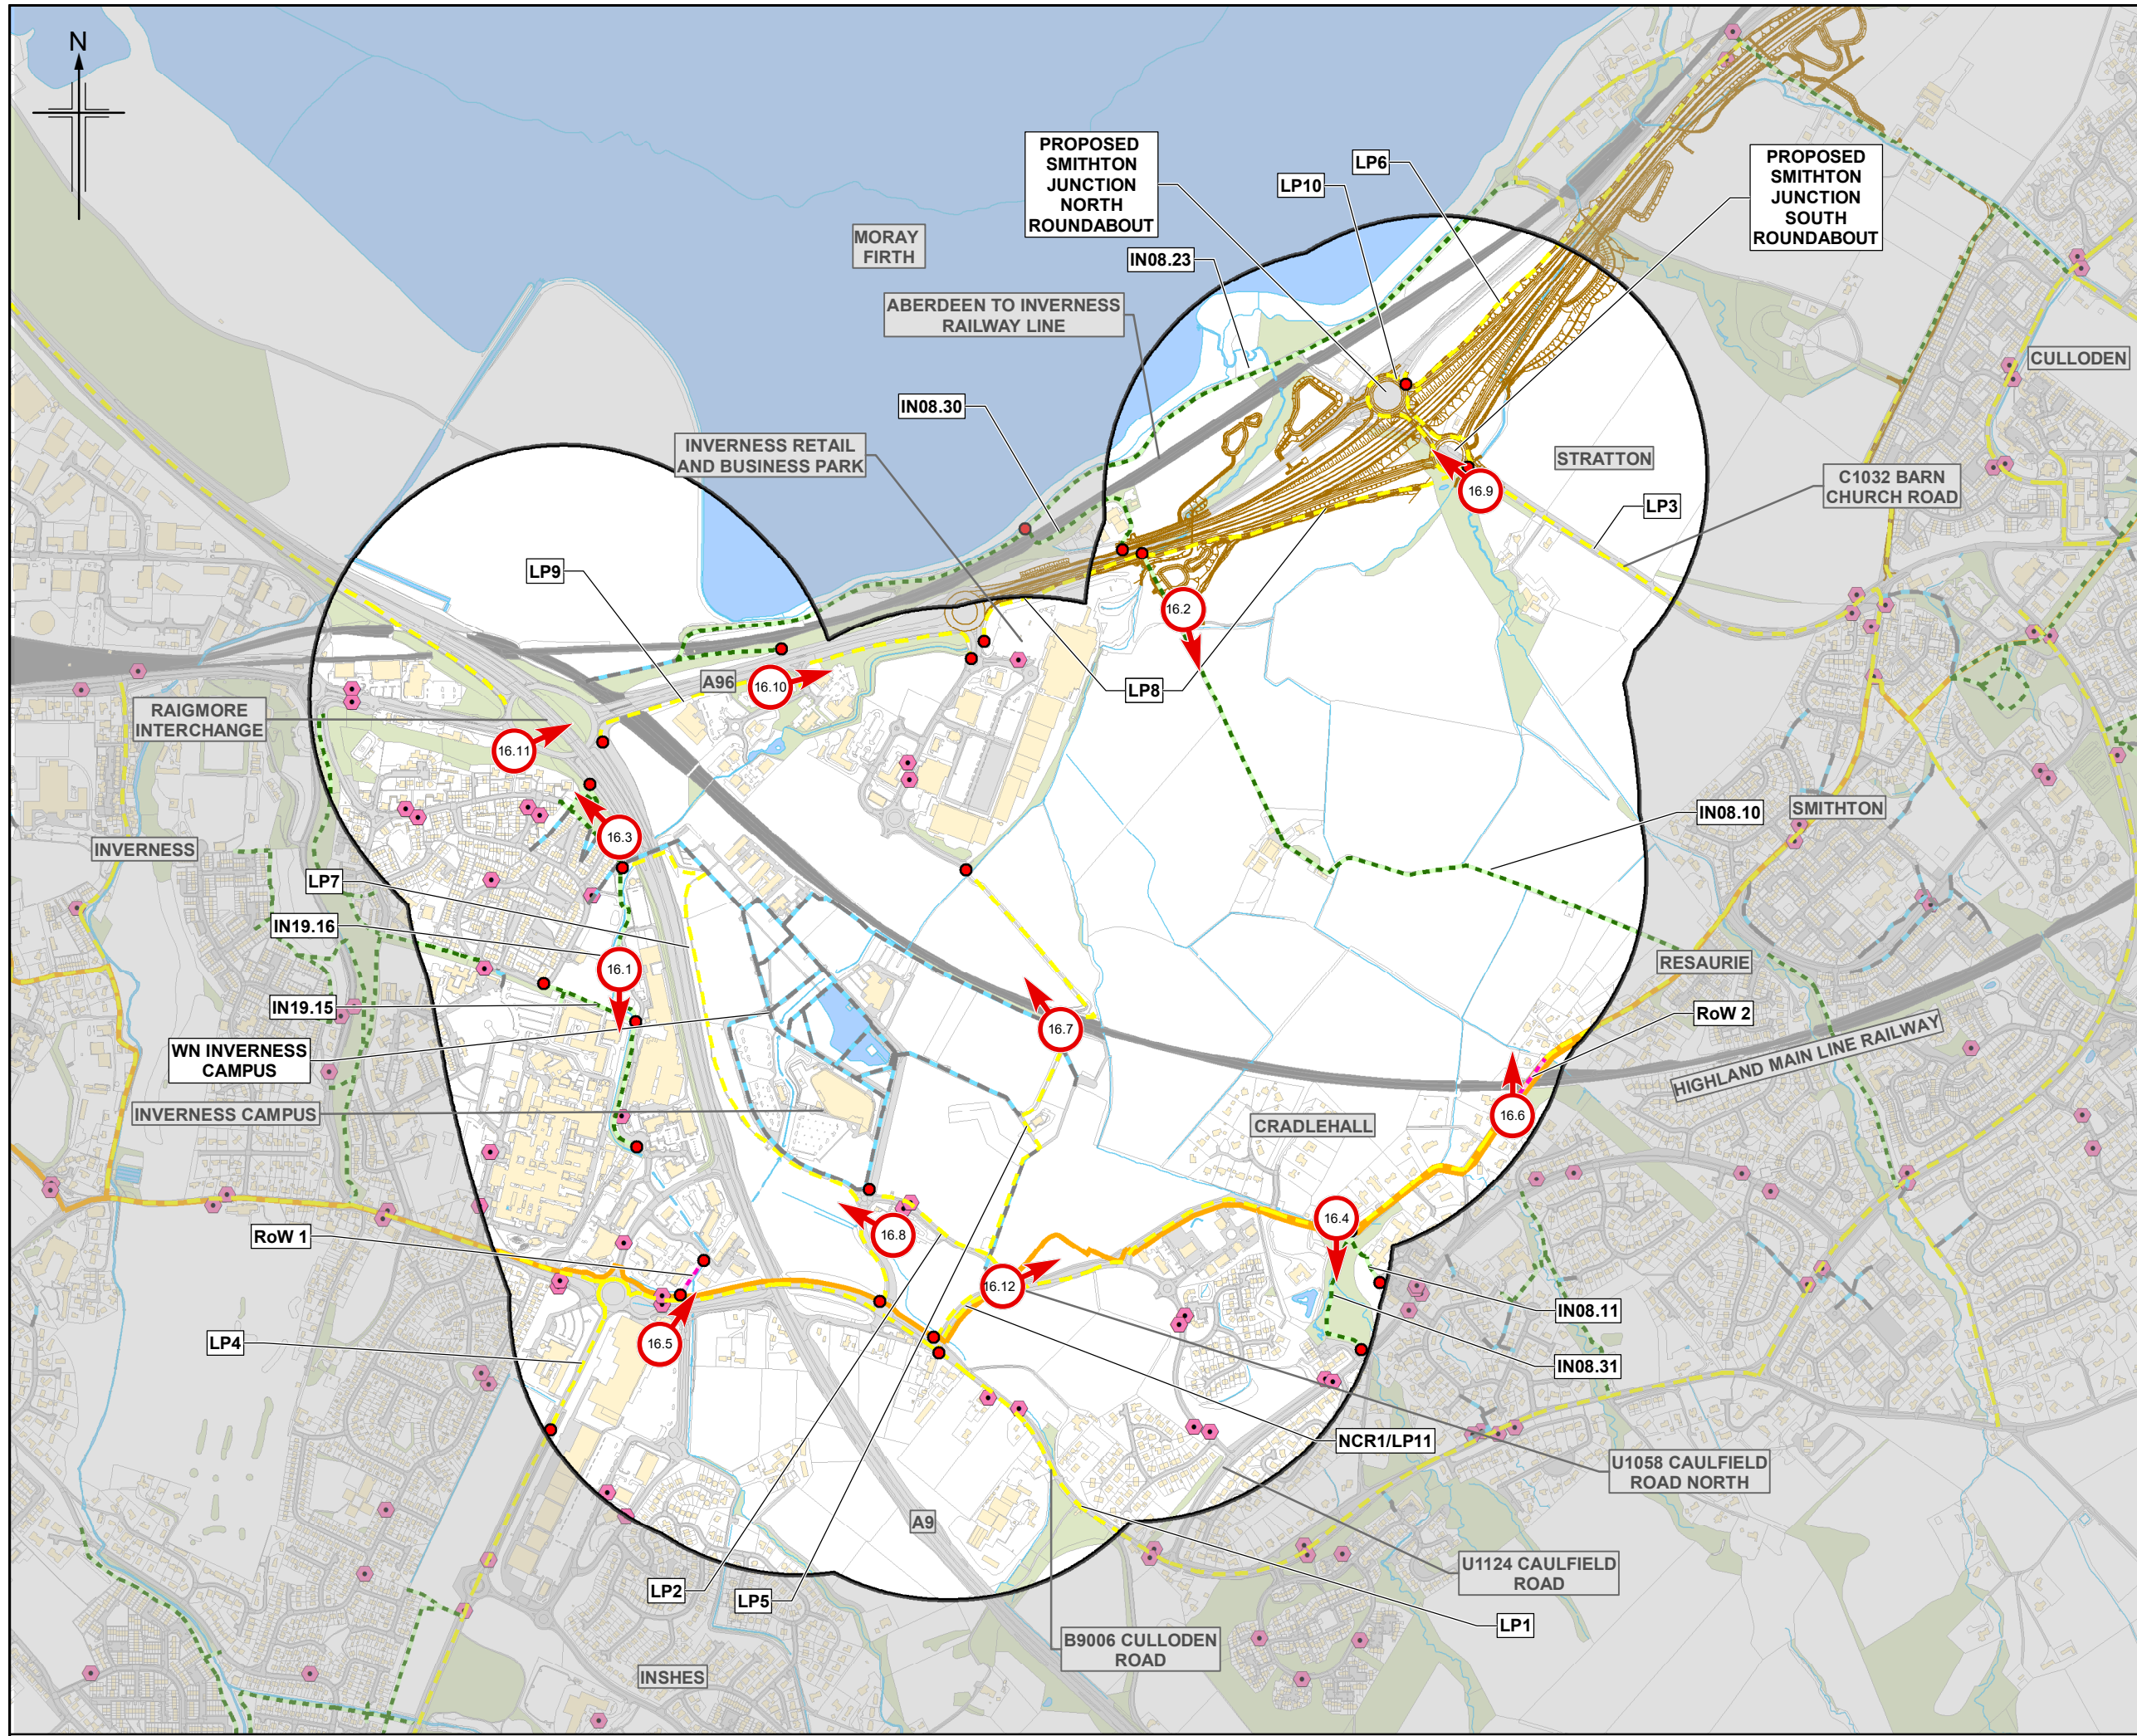 N
PROPOSED
SMITHTON
JUNCTION
NORTH
ROUNDABOUT
LP10
LP6
PROPOSED
SMITHTON
JUNCTION
SOUTH
ROUNDABOUT
MORAY
FIRTH
IN08.23
ABERDEEN TO INVERNESS
RAILWAY LINE
CULLODEN
IN08.30
INVERNESS RETAIL
AND BUSINESS PARK
STRATTON
C1032 BARN
CHURCH ROAD
16.9
LP3
LP9
16.2
A96
16.10
LP8
RAIGMORE
INTERCHANGE
16.11
SMITHTON
IN08.10
INVERNESS
16.3
LP7
IN19.16
16.1
RESAURIE
IN19.15
RoW 2
16.7
WN INVERNESS
CAMPUS
HIGHLAND MAIN LINE RAILWAY
INVERNESS CAMPUS
CRADLEHALL
16.6
16.4
RoW 1
16.8
16.12
IN08.11
LP4
16.5
IN08.31
NCR1/LP11
U1058 CAULFIELD
ROAD NORTH
A9
U1124 CAULFIELD
ROAD
LP2
LP5
LP1
B9006 CULLODEN
ROAD
INSHES